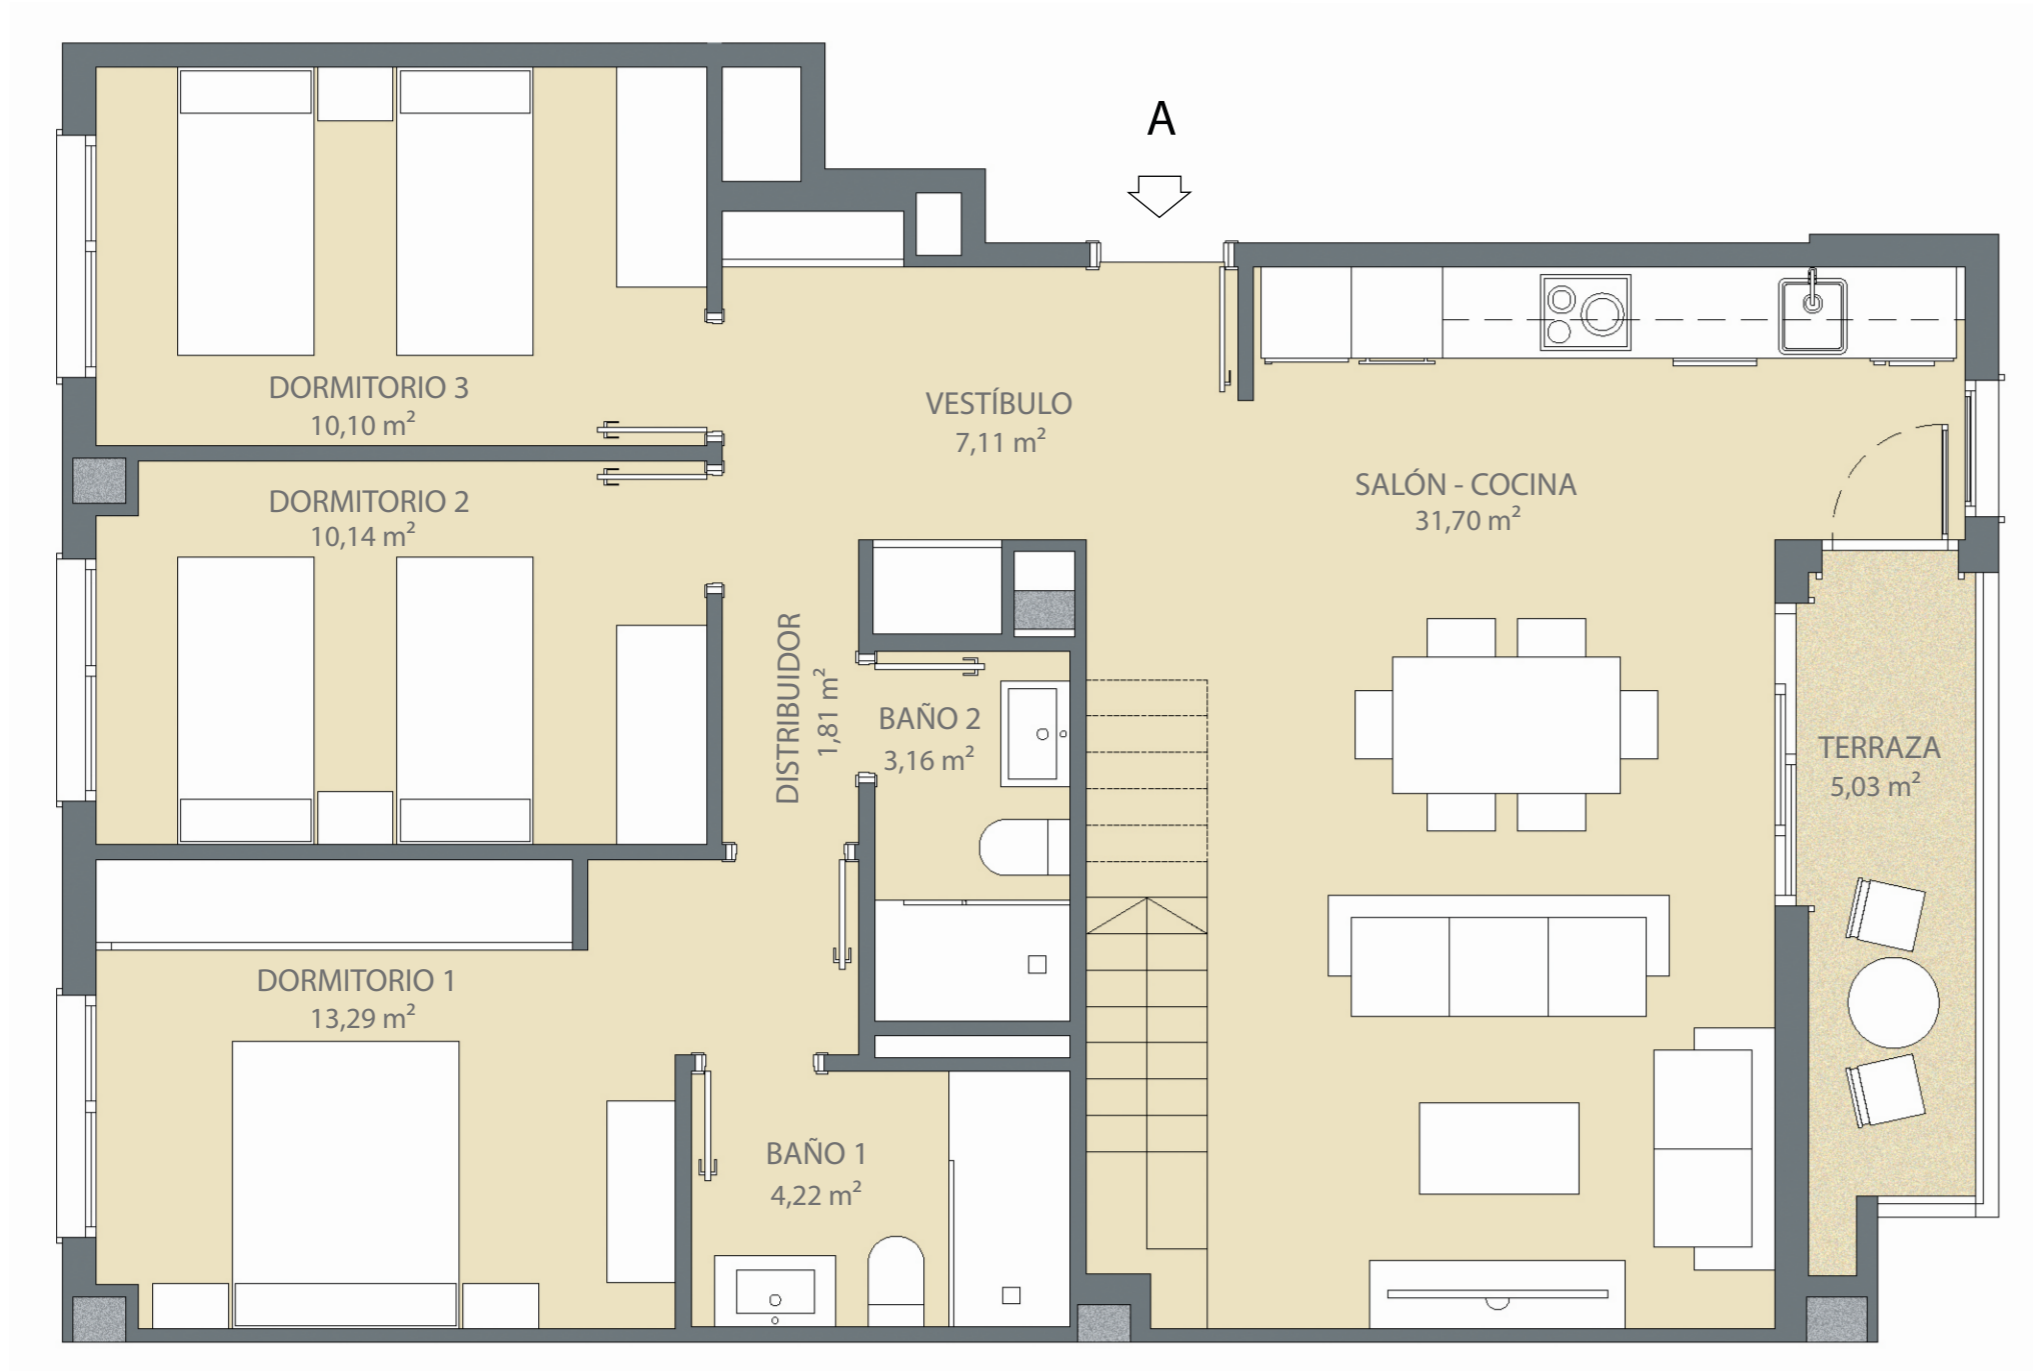 A
DORMITORIO 3
10,10 m²
VESTÍBULO
7,11 m²
DORMITORIO 2
10,14 m²
SALÓN - COCINA
31,70 m²
DISTRIBUIDOR
1,81 m²
BAÑO 2
3,16 m²
TERRAZA
5,03 m²
DORMITORIO 1
13,29 m²
BAÑO 1
4,22 m²